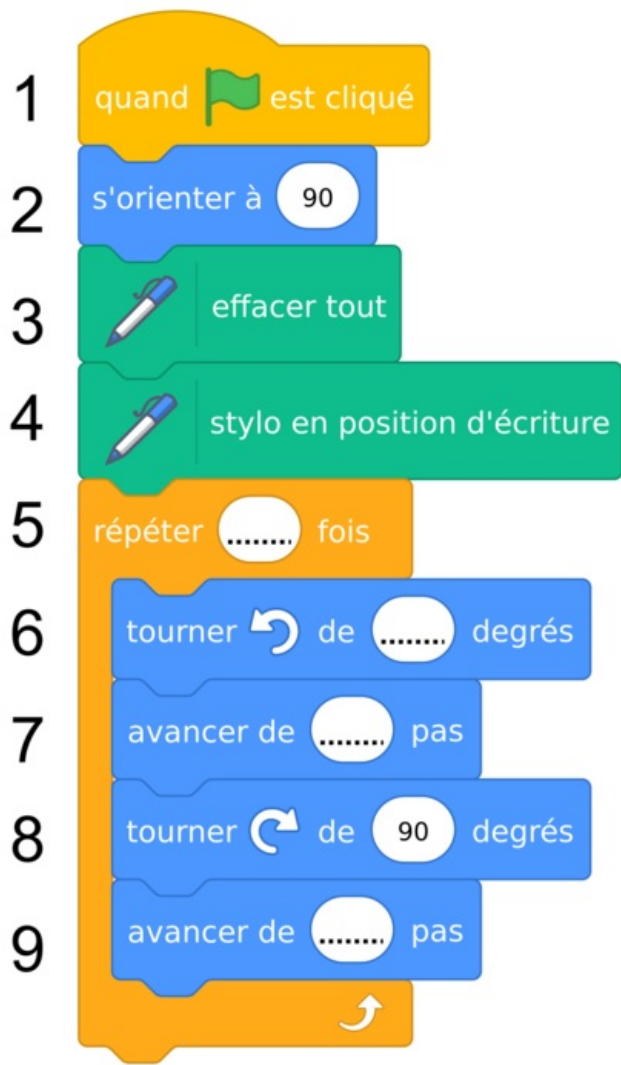 1 quand est cliqué
2 s'orienter à 90
3 effacer tout
4 stylo en position d'écriture
5 répéter ........ fois
6 tourner de ........ degrés
7 avancer de ........ pas
8 tourner de 90 degrés
9 avancer de ........ pas